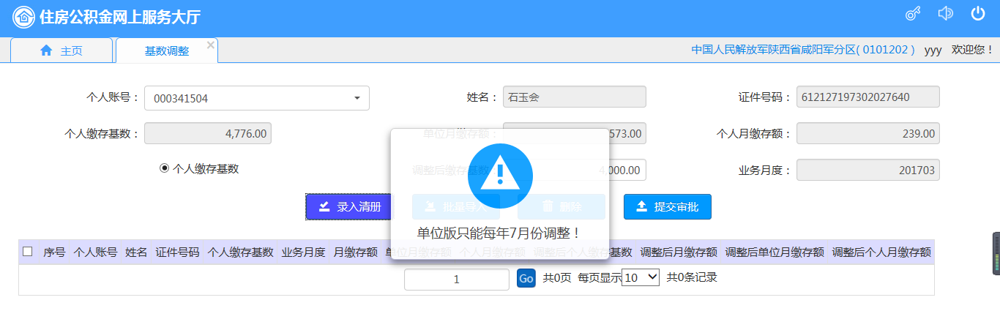 住房公积金网上服务大厅
主页 基数调整 中国人民解放军陕西省咸阳军分区( 0101202 ) yyy 欢迎您！
个人账号： 000341504 姓名： 石玉会 证件号码： 612127197302027640
个人缴存基数： 4,776.00 单位月缴存额： 573.00 个人月缴存额： 239.00
个人缴存基数 调整后缴存基数 4,000.00 业务月度： 201703
录入清册 批量导入 删除 提交审批
单位版只能每年7月份调整！
序号 个人账号 姓名 证件号码 个人缴存基数 业务月度 月缴存额 单位月缴存额 个人月缴存额 调整后个人缴存基数 调整后月缴存额 调整后单位月缴存额 调整后个人月缴存额
1 Go 共0页 每页显示 10 共0条记录